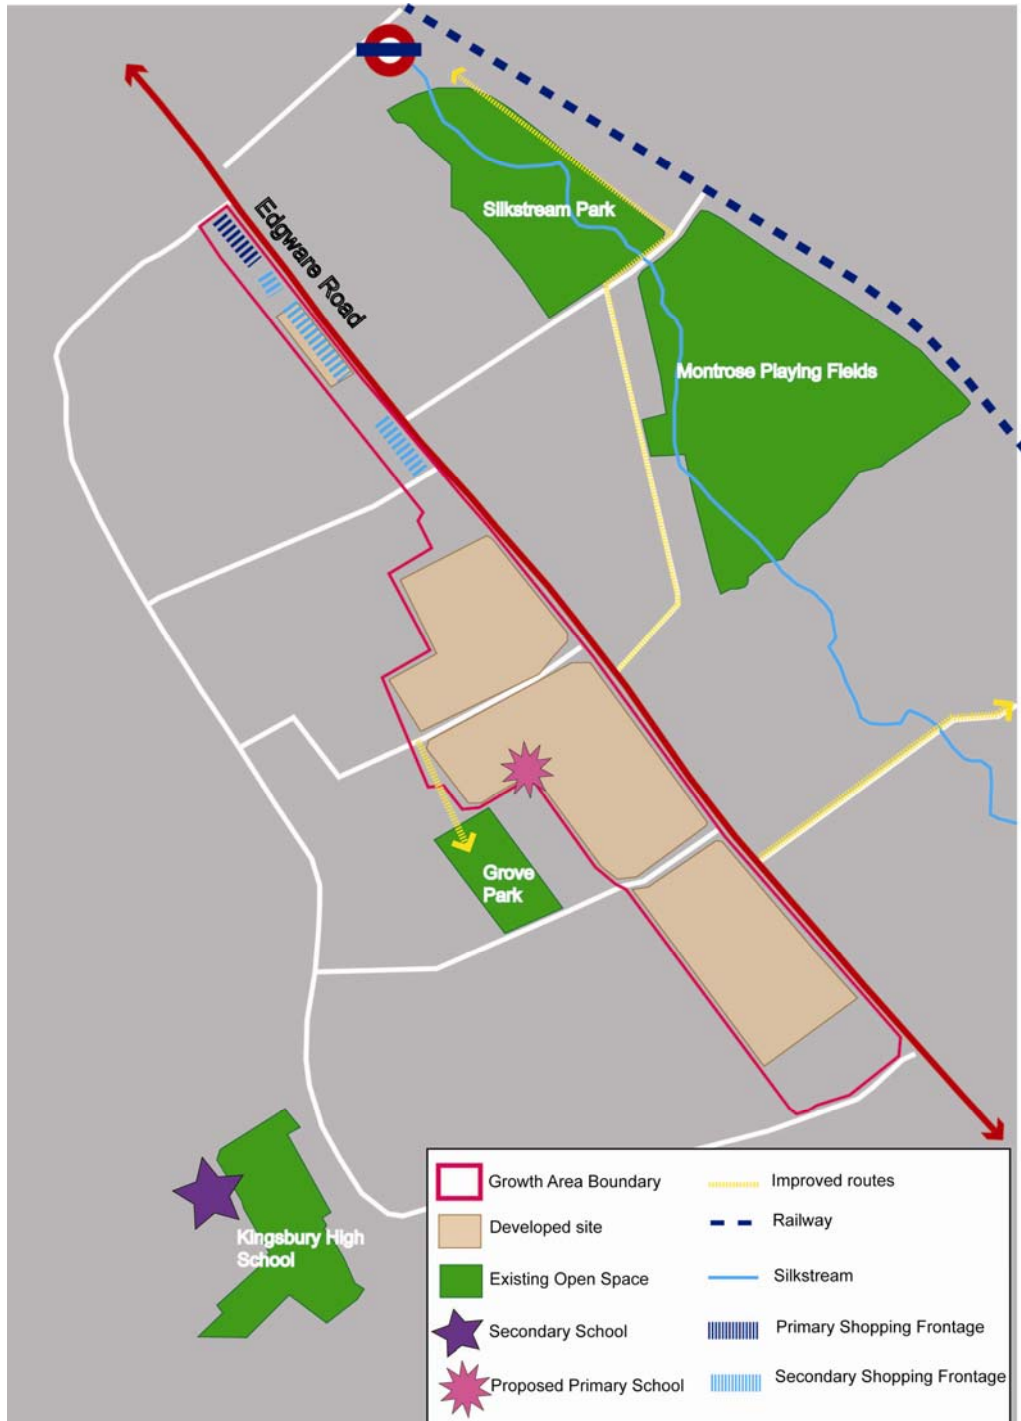 Edgware Road
Silkstream Park
Montrose Playing Fields
Grove
Park
Kingsbury High
School
Growth Area Boundary
Developed site
Existing Open Space
Secondary School
Proposed Primary School
Improved routes
Railway
Silkstream
Primary Shopping Frontage
Secondary Shopping Frontage